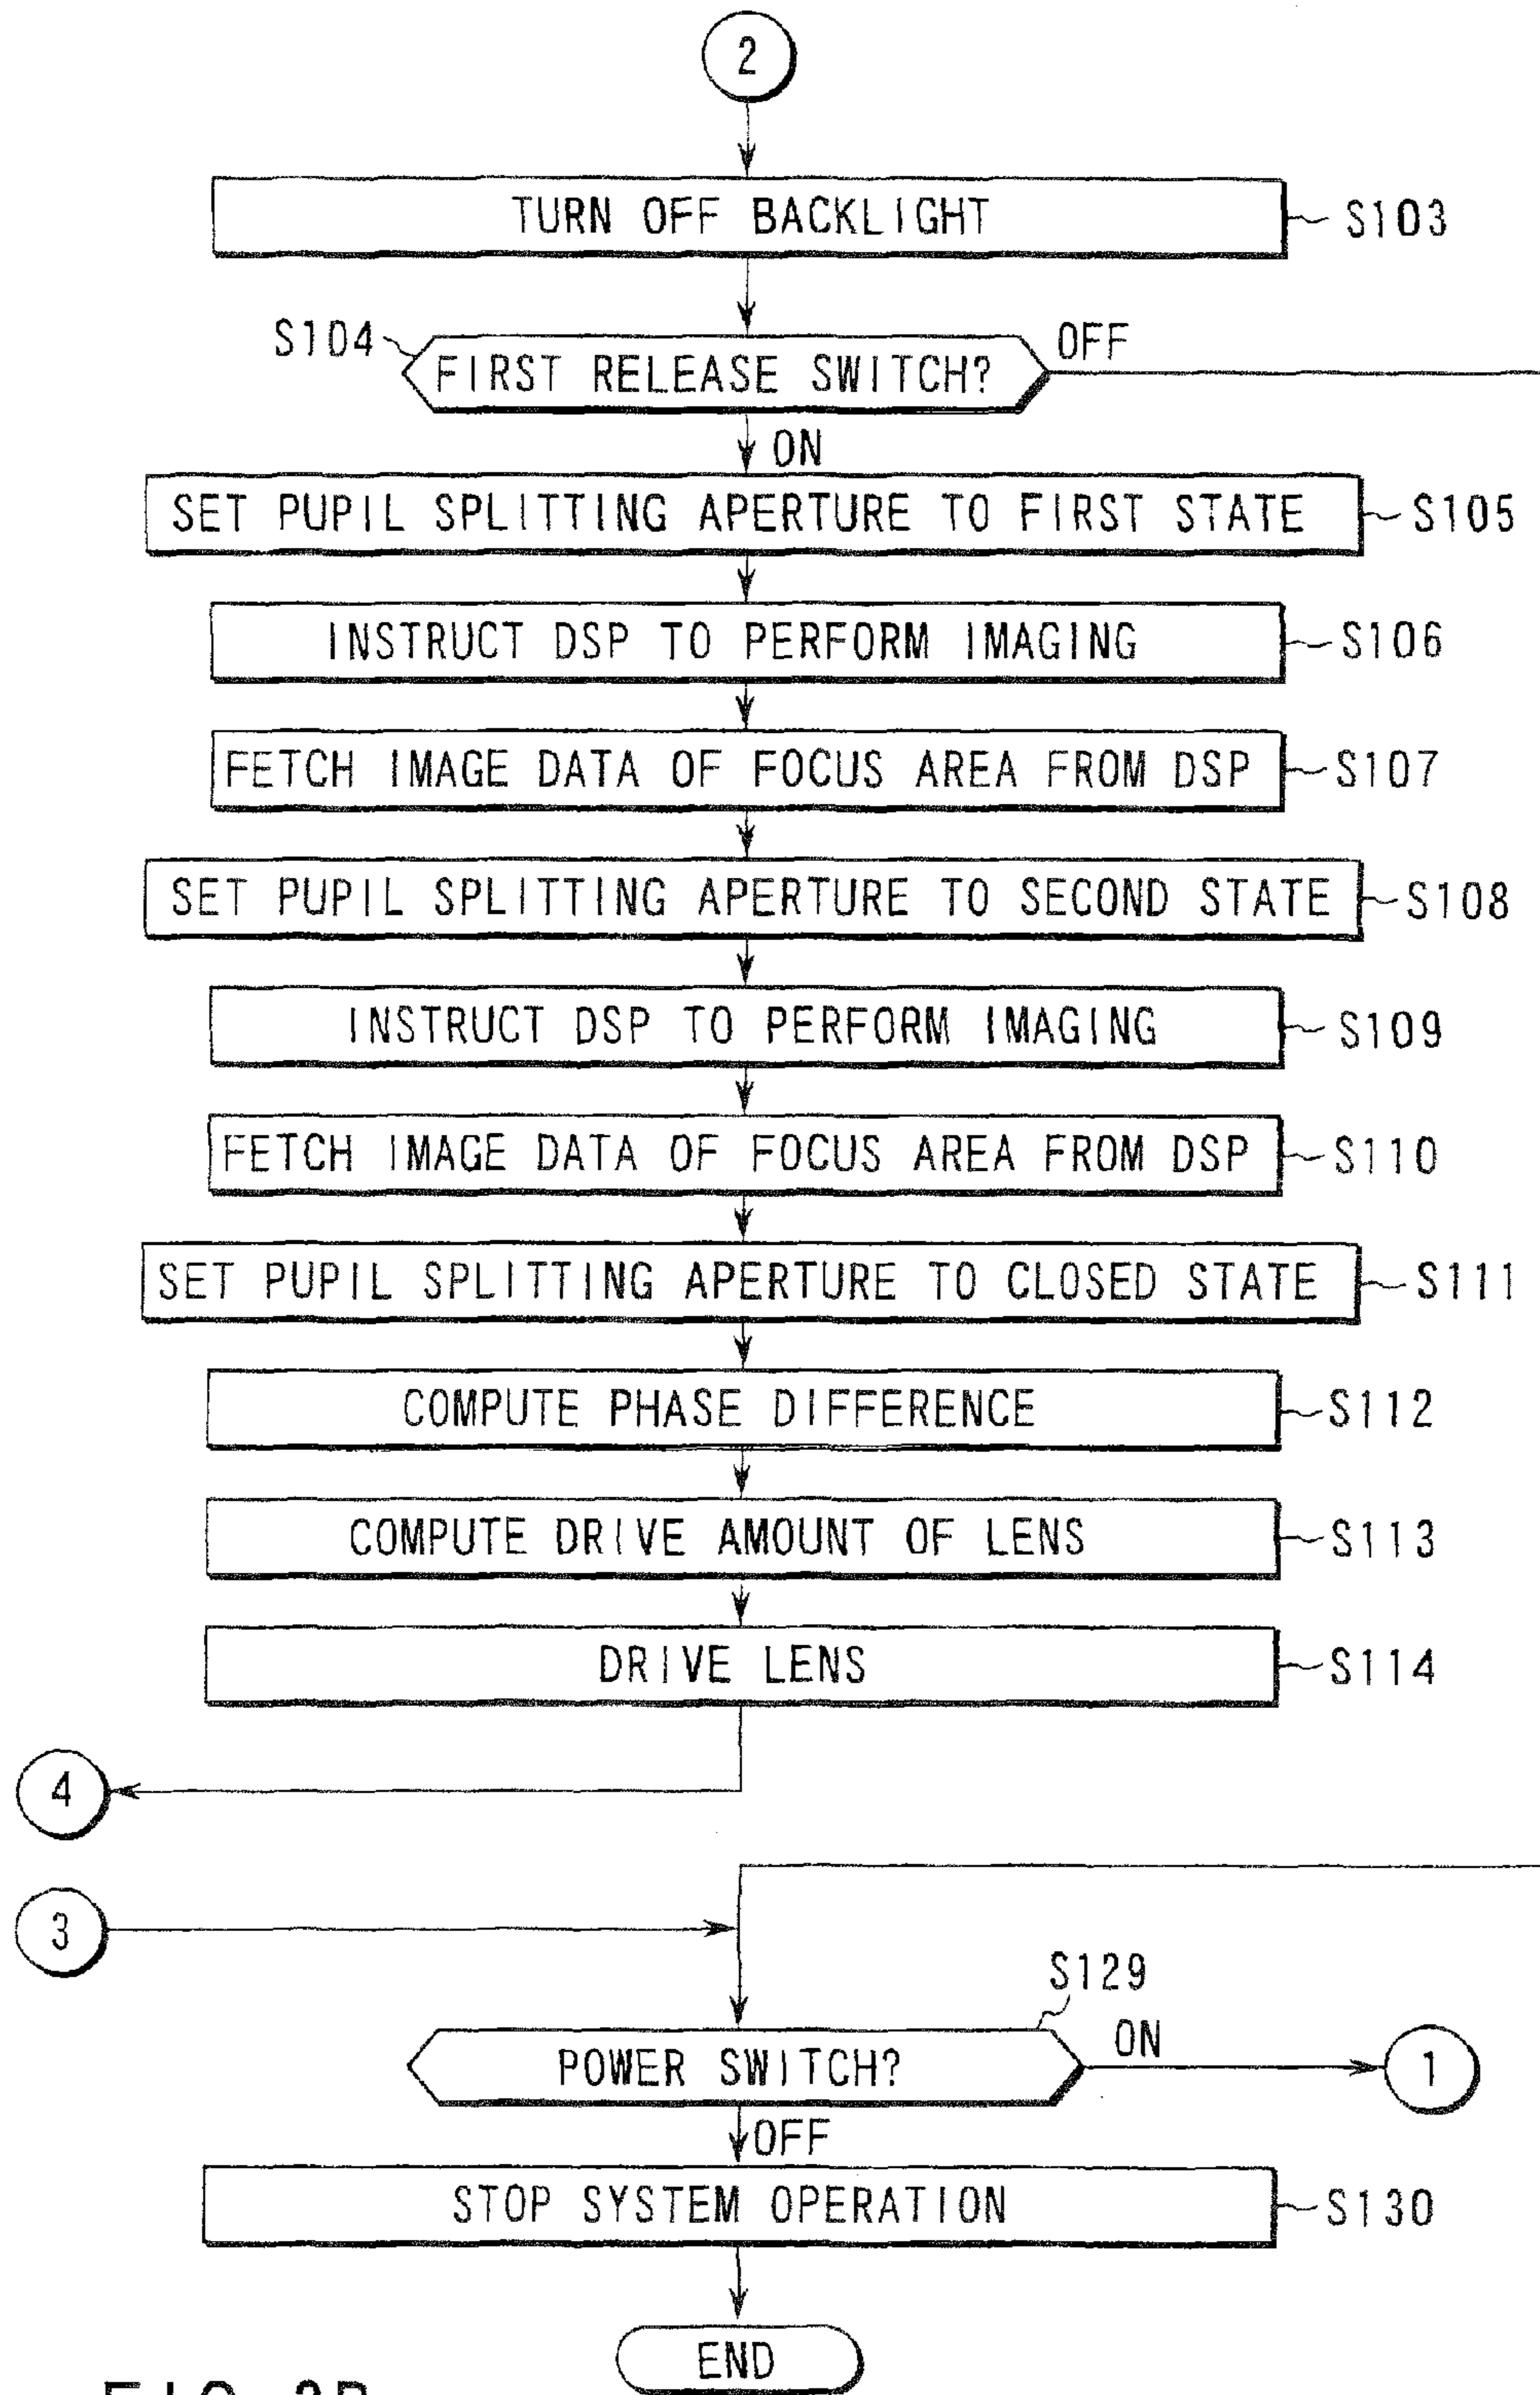 2
TURN OFF BACKLIGHT
S103
S104
FIRST RELEASE SWITCH?
OFF
ON
SET PUPIL SPLITTING APERTURE TO FIRST STATE
S105
INSTRUCT DSP TO PERFORM IMAGING
S106
FETCH IMAGE DATA OF FOCUS AREA FROM DSP
S107
SET PUPIL SPLITTING APERTURE TO SECOND STATE
S108
INSTRUCT DSP TO PERFORM IMAGING
S109
FETCH IMAGE DATA OF FOCUS AREA FROM DSP
S110
SET PUPIL SPLITTING APERTURE TO CLOSED STATE
S111
COMPUTE PHASE DIFFERENCE
S112
COMPUTE DRIVE AMOUNT OF LENS
S113
DRIVE LENS
S114
4
3
S129
POWER SWITCH?
ON
1
OFF
STOP SYSTEM OPERATION
S130
END